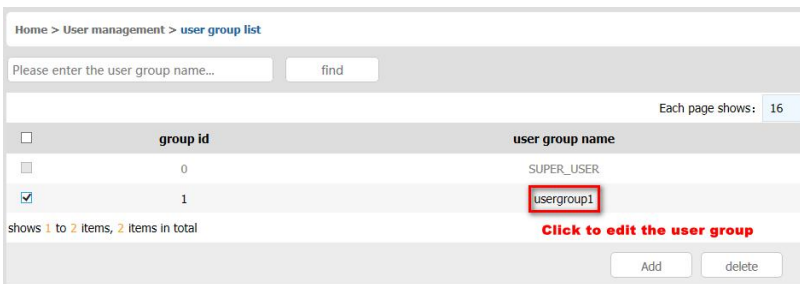 Home > User management > user group list
Please enter the user group name... find
Each page shows: 16
group id user group name
0 SUPER_USER
1 usergroup1
shows 1 to 2 items, 2 items in total
Click to edit the user group
Add delete